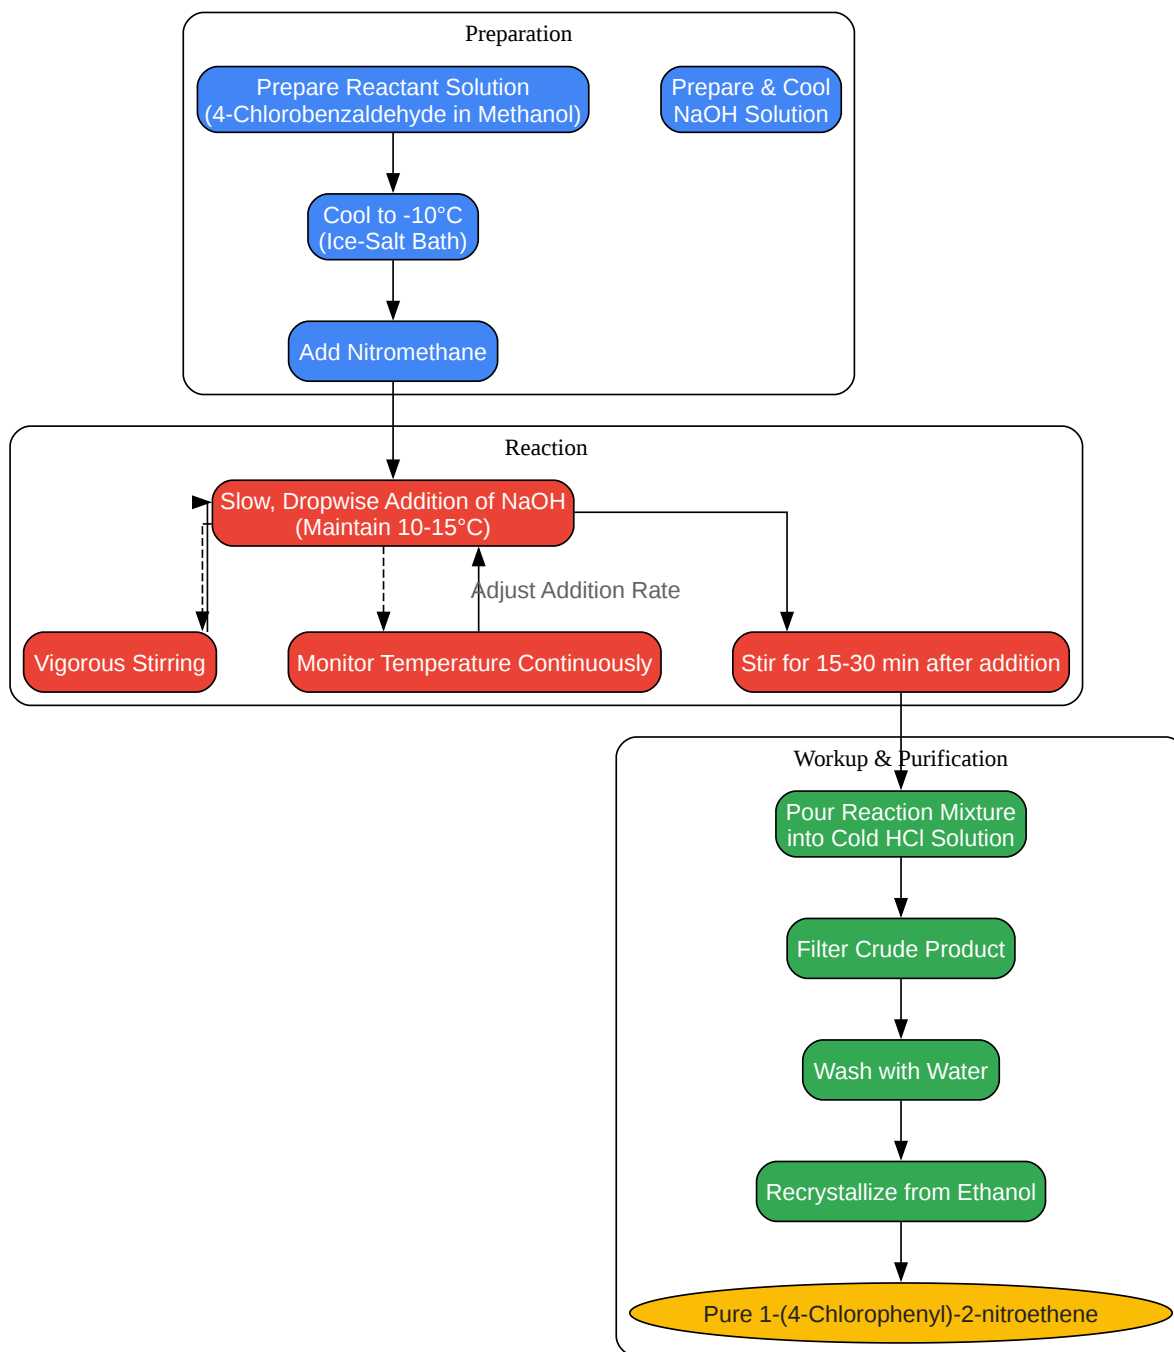 Preparation
Prepare Reactant Solution
(4-Chlorobenzaldehyde in Methanol)
Prepare & Cool
NaOH Solution
Cool to -10°C
(Ice-Salt Bath)
Add Nitromethane
Reaction
Slow, Dropwise Addition of NaOH
(Maintain 10-15°C)
Adjust Addition Rate
Vigorous Stirring
Monitor Temperature Continuously
Stir for 15-30 min after addition
Workup & Purification
Pour Reaction Mixture
into Cold HCl Solution
Filter Crude Product
Wash with Water
Recrystallize from Ethanol
Pure 1-(4-Chlorophenyl)-2-nitroethene